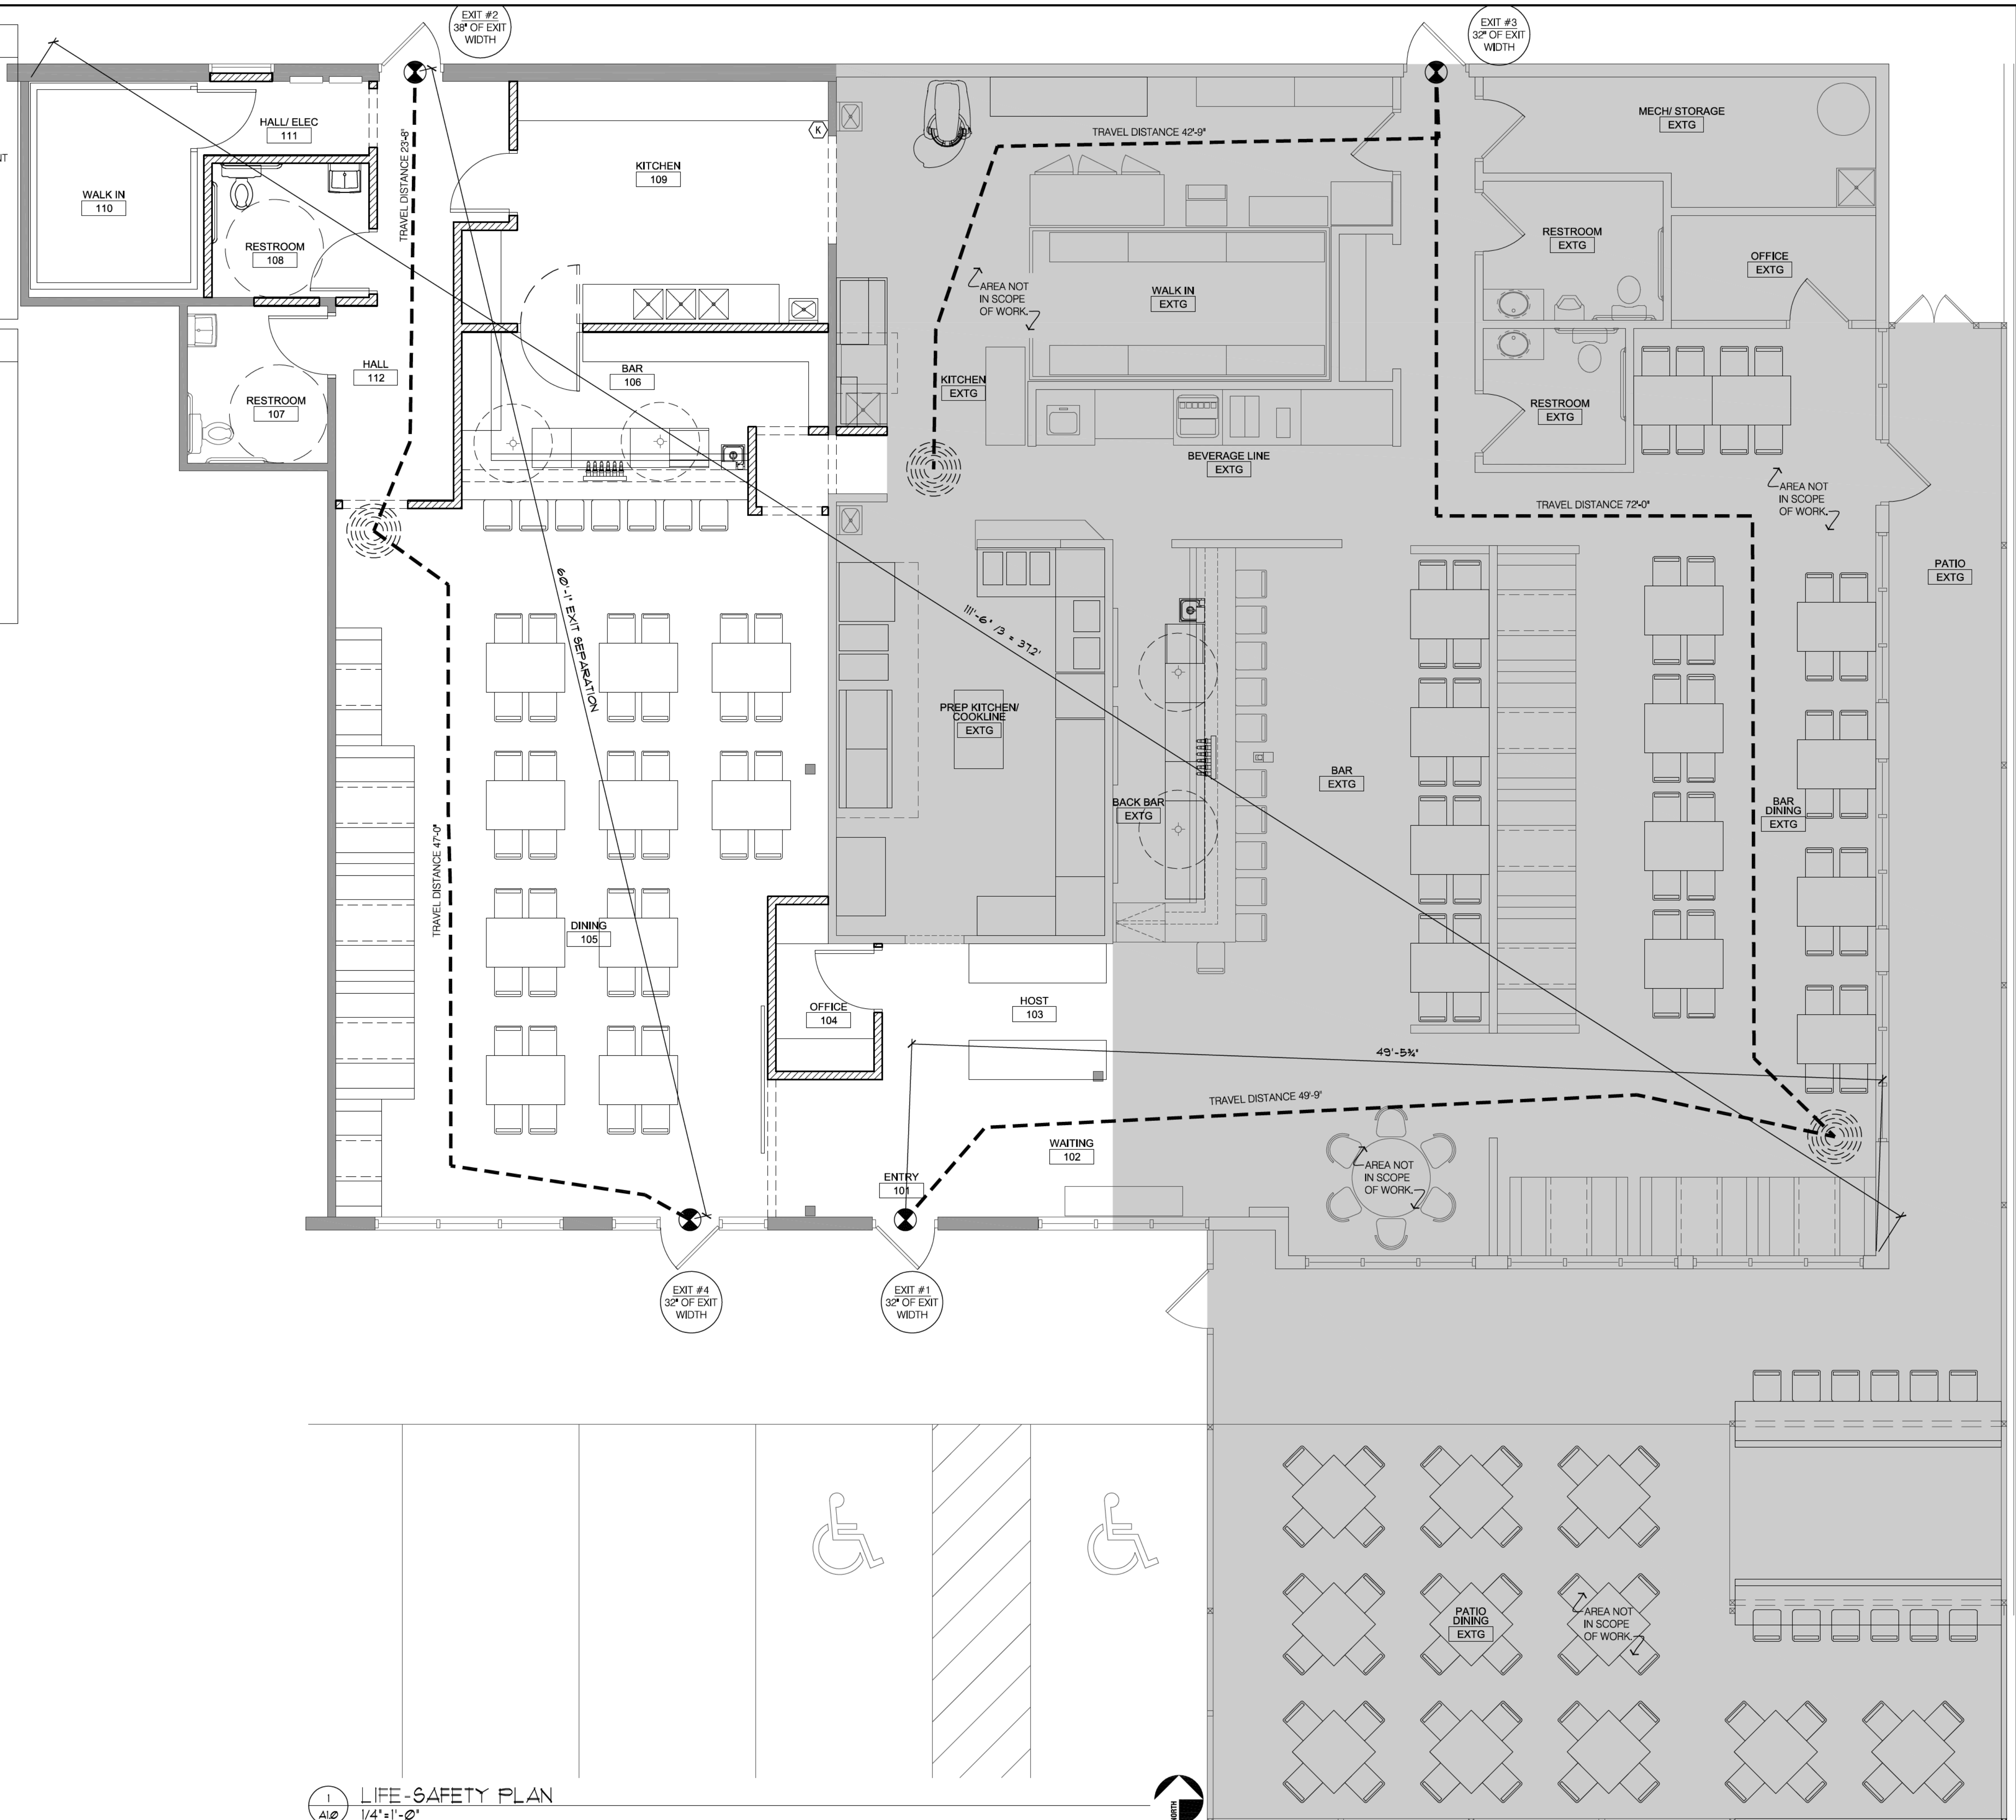 EXIT #2
38" OF EXIT
WIDTH
EXIT #3
32" OF EXIT
WIDTH
HALL/ ELEC
111
TRAVEL DISTANCE 23'-8"
KITCHEN
109
K
TRAVEL DISTANCE 42'-9"
MECH/ STORAGE
EXTG
NT
WALK IN
110
RESTROOM
108
RESTROOM
EXTG
OFFICE
EXTG
AREA NOT
IN SCOPE
OF WORK.
WALK IN
EXTG
HALL
112
BAR
106
KITCHEN
EXTG
RESTROOM
107
RESTROOM
EXTG
BEVERAGE LINE
EXTG
AREA NOT
IN SCOPE
OF WORK.
TRAVEL DISTANCE 72'-0"
PATIO
EXTG
60'-1" EXIT SEPARATION
111'-6" /3 = 37.2'
PREP KITCHEN/
COOKLINE
EXTG
BAR
EXTG
BACK BAR
EXTG
BAR
DINING
EXTG
TRAVEL DISTANCE 47'-0"
DINING
105
OFFICE
104
HOST
103
49'-5¾"
TRAVEL DISTANCE 49'-9"
WAITING
102
AREA NOT
IN SCOPE
OF WORK.
ENTRY
101
EXIT #4
32" OF EXIT
WIDTH
EXIT #1
32" OF EXIT
WIDTH
PATIO
DINING
EXTG
AREA NOT
IN SCOPE
OF WORK.
1
A1.0
LIFE-SAFETY PLAN
1/4"=1'-0"
NORTH